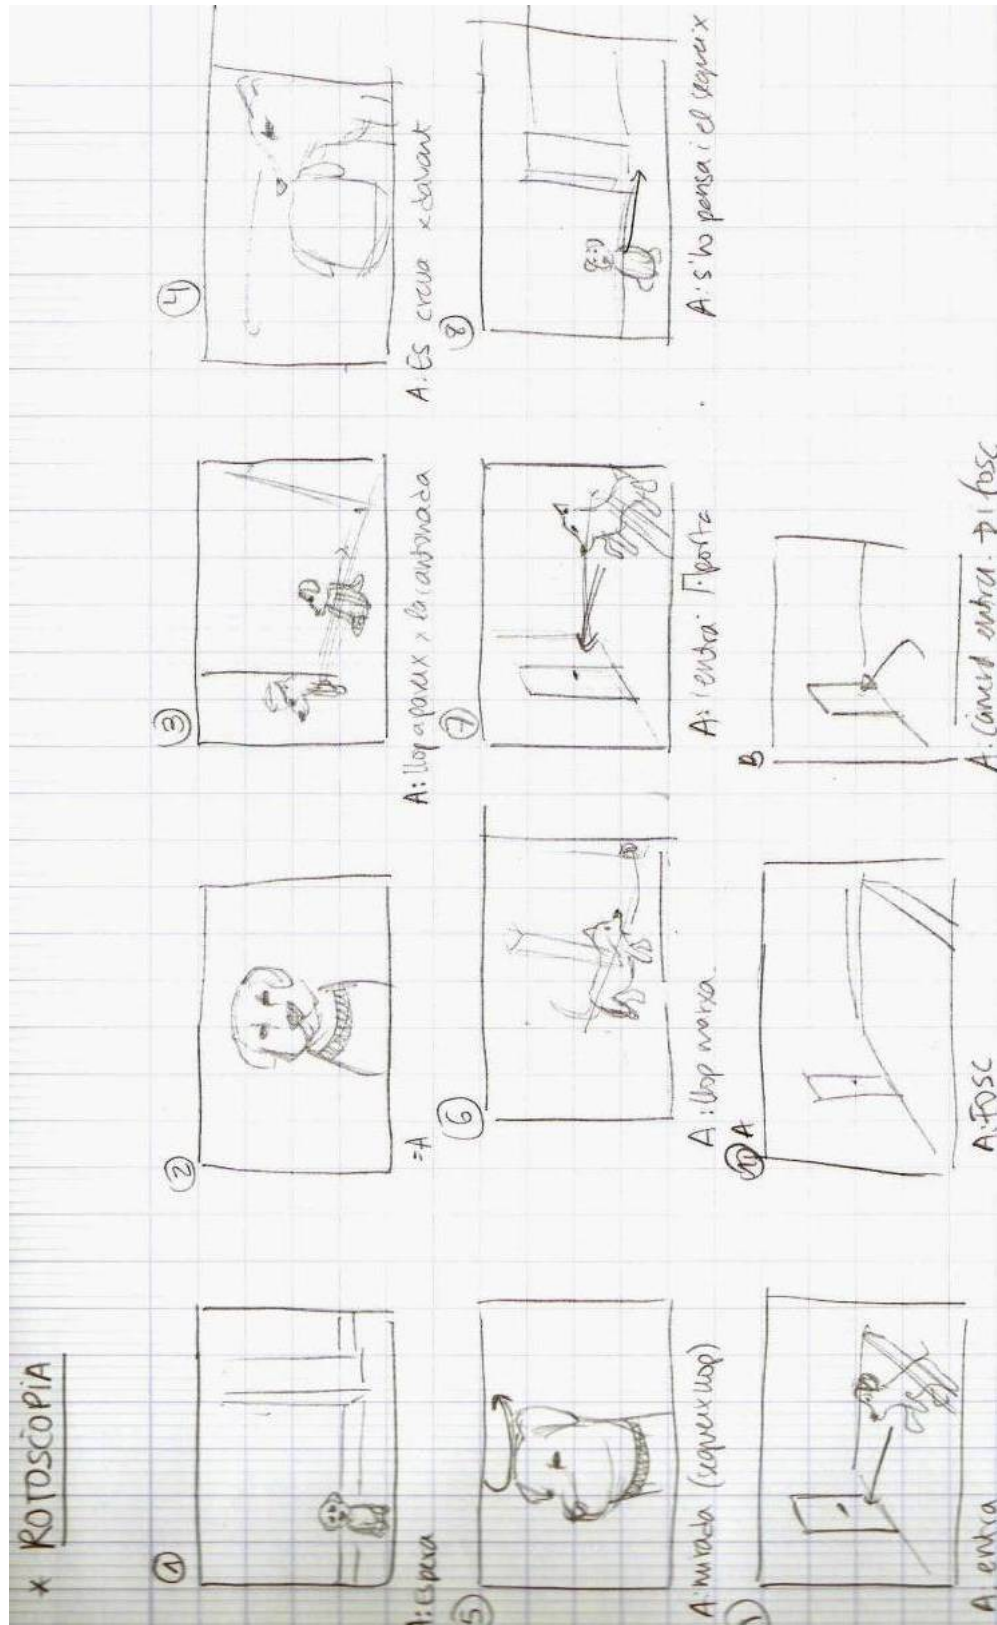 * ROTOSCÒPIA
1
2
3
4
A: Espera
=A
A: llop apareix x la cantonada
A: ES creua x davant
5
6
7
8
A: mirada (segueix llop)
A: llop marxa
A: i entra porta
A: s'ho pensa i el segueix
A
B
A: entra
A: FOSC
A: càmera entra. I fosc